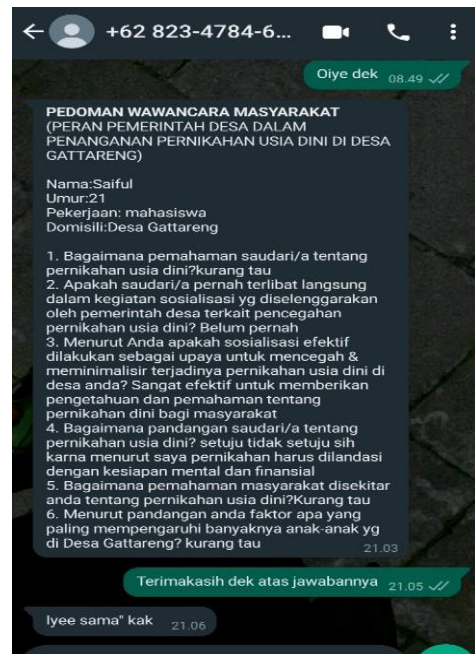 +62 823-4784-6...
Oiye dek 08.49
PEDOMAN WAWANCARA MASYARAKAT
(PERAN PEMERINTAH DESA DALAM
PENANGANAN PERNIKAHAN USIA DINI DI DESA
GATTARENG)
Nama:Saiful
Umur:21
Pekerjaan: mahasiswa
Domisili:Desa Gattareng
1. Bagaimana pemahaman saudari/a tentang
pernikahan usia dini?kurang tau
2. Apakah saudari/a pernah terlibat langsung
dalam kegiatan sosialisasi yg diselenggarakan
oleh pemerintah desa terkait pencegahan
pernikahan usia dini? Belum pernah
3. Menurut Anda apakah sosialisasi efektif
dilakukan sebagai upaya untuk mencegah &
meminimalisir terjadinya pernikahan usia dini di
desa anda? Sangat efektif untuk memberikan
pengetahuan dan pemahaman tentang
pernikahan dini bagi masyarakat
4. Bagaimana pandangan saudari/a tentang
pernikahan usia dini? setuju tidak setuju sih
karna menurut saya pernikahan harus dilandasi
dengan kesiapan mental dan finansial
5. Bagaimana pemahaman masyarakat disekitar
anda tentang pernikahan usia dini?Kurang tau
6. Menurut pandangan anda faktor apa yang
paling mempengaruhi banyaknya anak-anak yg
di Desa Gattareng? kurang tau
21.03
Terimakasih dek atas jawabannya 21.05
Iyee sama" kak 21.06